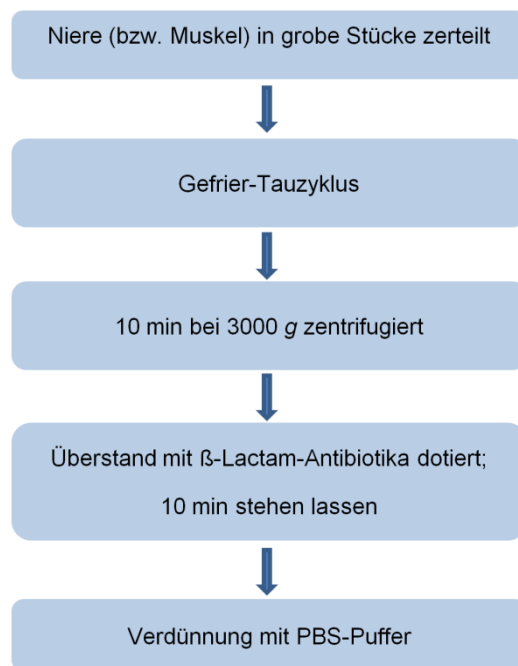 Niere (bzw. Muskel) in grobe Stücke zerteilt
Gefrier-Tauzyklus
10 min bei 3000 g zentrifugiert
Überstand mit ß-Lactam-Antibiotika dotiert;
10 min stehen lassen
Verdünnung mit PBS-Puffer